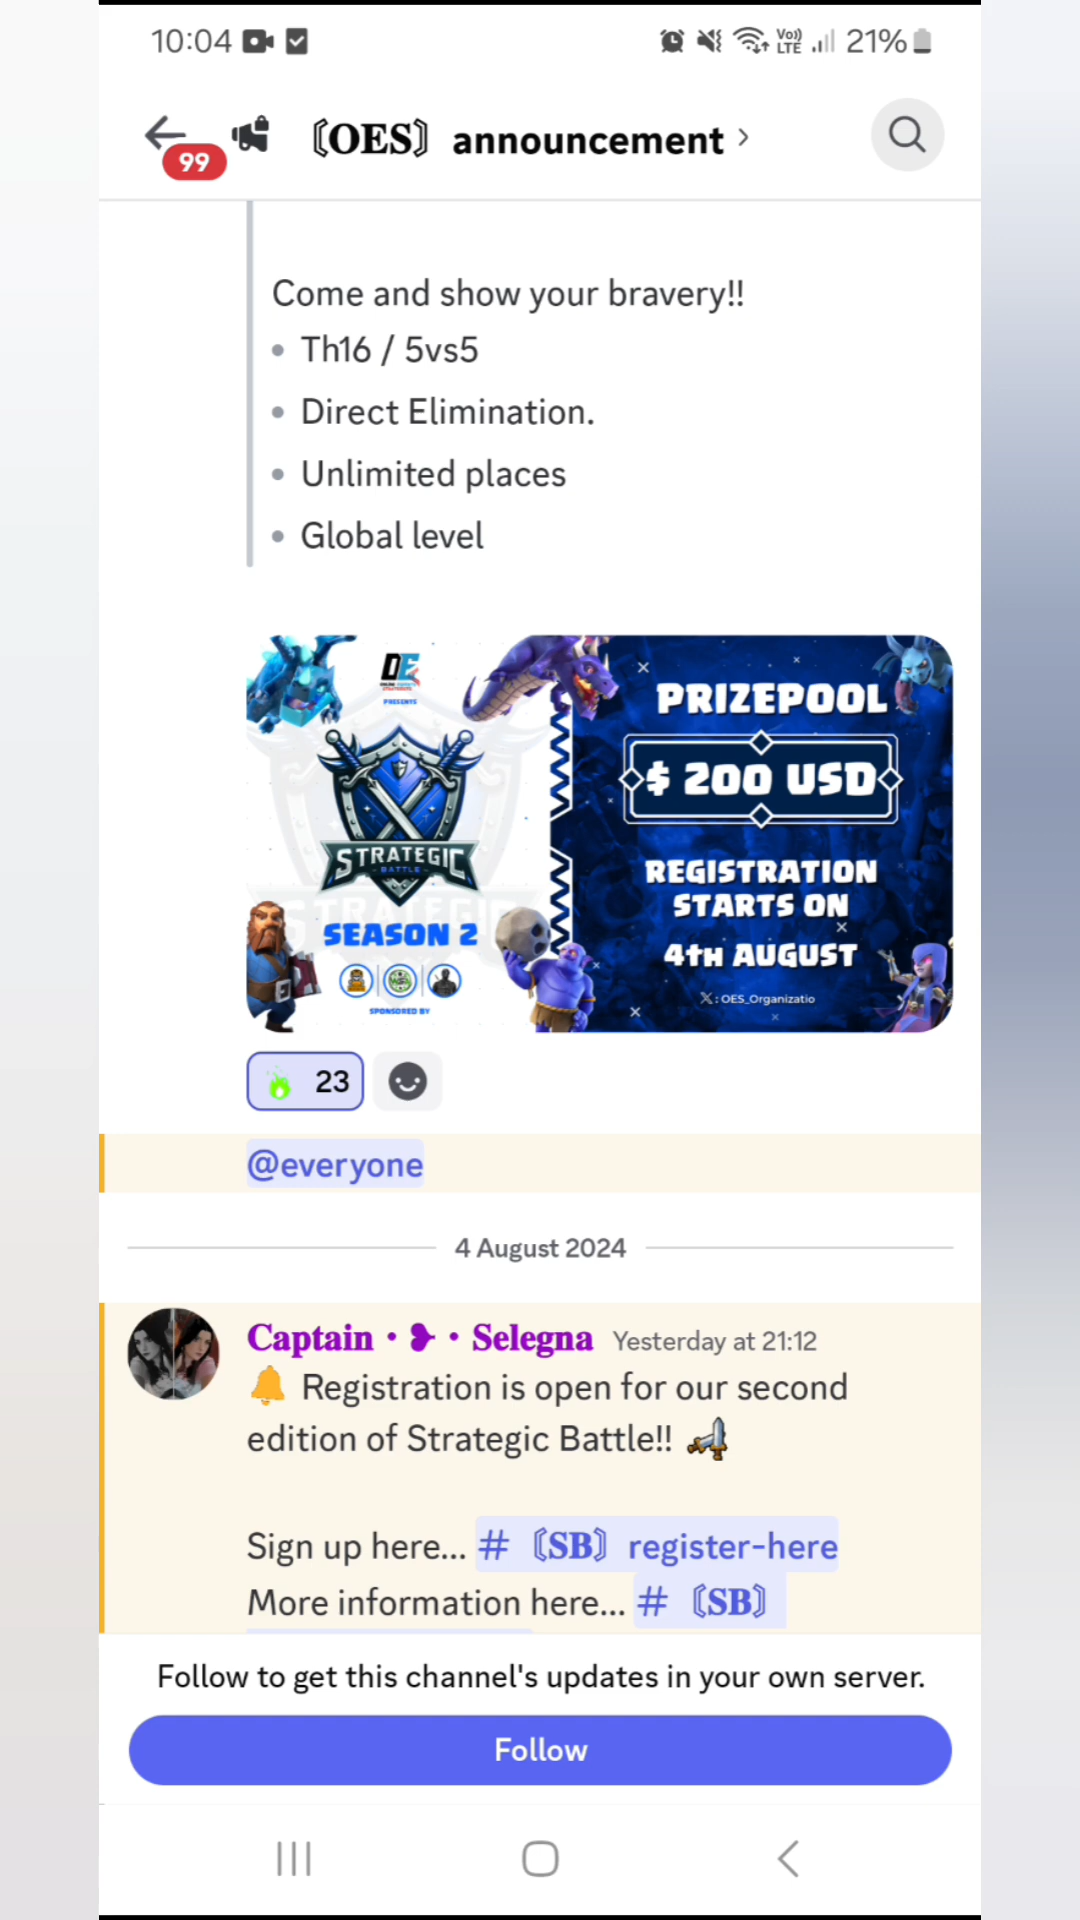 10:04
Vo))
LTE
21%
99
〖OES〗 announcement
Come and show your bravery!!
• Th16 / 5vs5
• Direct Elimination.
• Unlimited places
• Global level
OE
PRESENTS
STRATEGIC
BATTLE
SEASON 2
SPONSORED BY
PRIZEPOOL
$ 200 USD
REGISTRATION
STARTS ON
4TH AUGUST
X : OES_Organizatio
23
@everyone
4 August 2024
Captain • ❥ • Selegna Yesterday at 21:12
🔔 Registration is open for our second
edition of Strategic Battle!!
Sign up here... # 〖SB〗 register-here
More information here... # 〖SB〗
Follow to get this channel's updates in your own server.
Follow